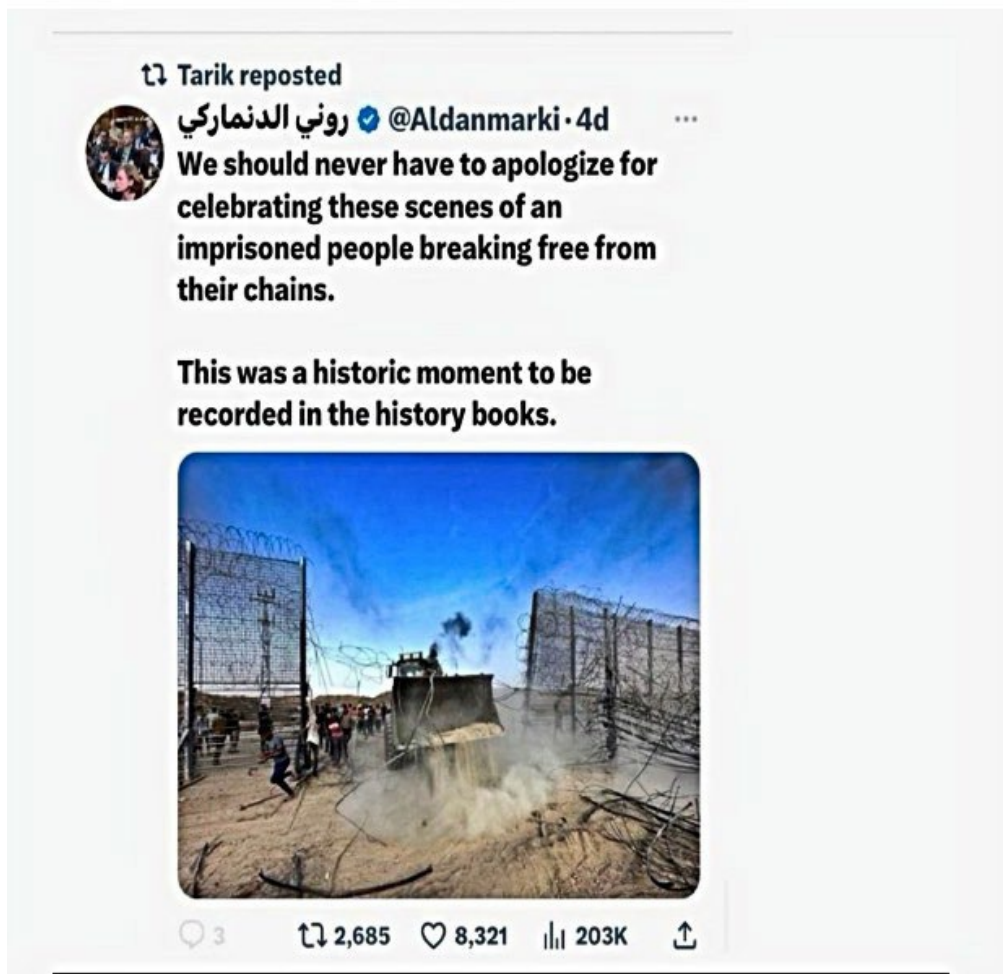 Tarik reposted
روني الدنماركي @Aldanmarki · 4d
We should never have to apologize for
celebrating these scenes of an
imprisoned people breaking free from
their chains.
This was a historic moment to be
recorded in the history books.
3 2,685 8,321 203K